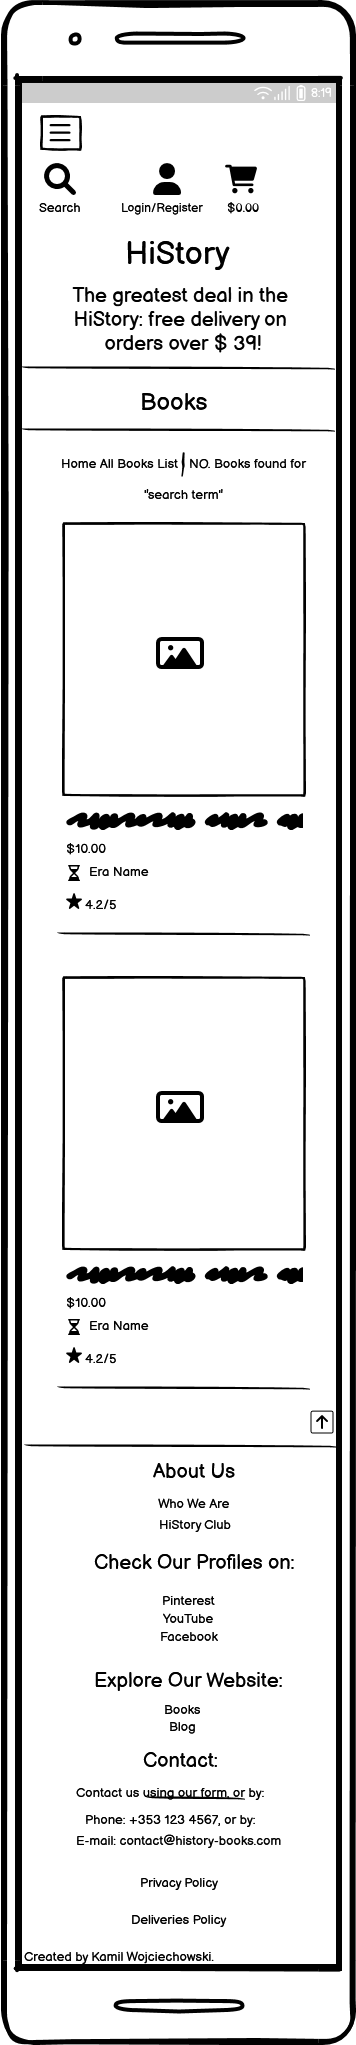 8:19
Search Login/Register $0.00
HiStory
The greatest deal in the
HiStory: free delivery on
orders over $ 39!
Books
Home All Books List | NO. Books found for
"search term"
$10.00
Era Name
4.2/5
$10.00
Era Name
4.2/5
About Us
Who We Are
HiStory Club
Check Our Profiles on:
Pinterest
YouTube
Facebook
Explore Our Website:
Books
Blog
Contact:
Contact us using our form, or by:
Phone: +353 123 4567, or by:
E-mail: contact@history-books.com
Privacy Policy
Deliveries Policy
Created by Kamil Wojciechowski.